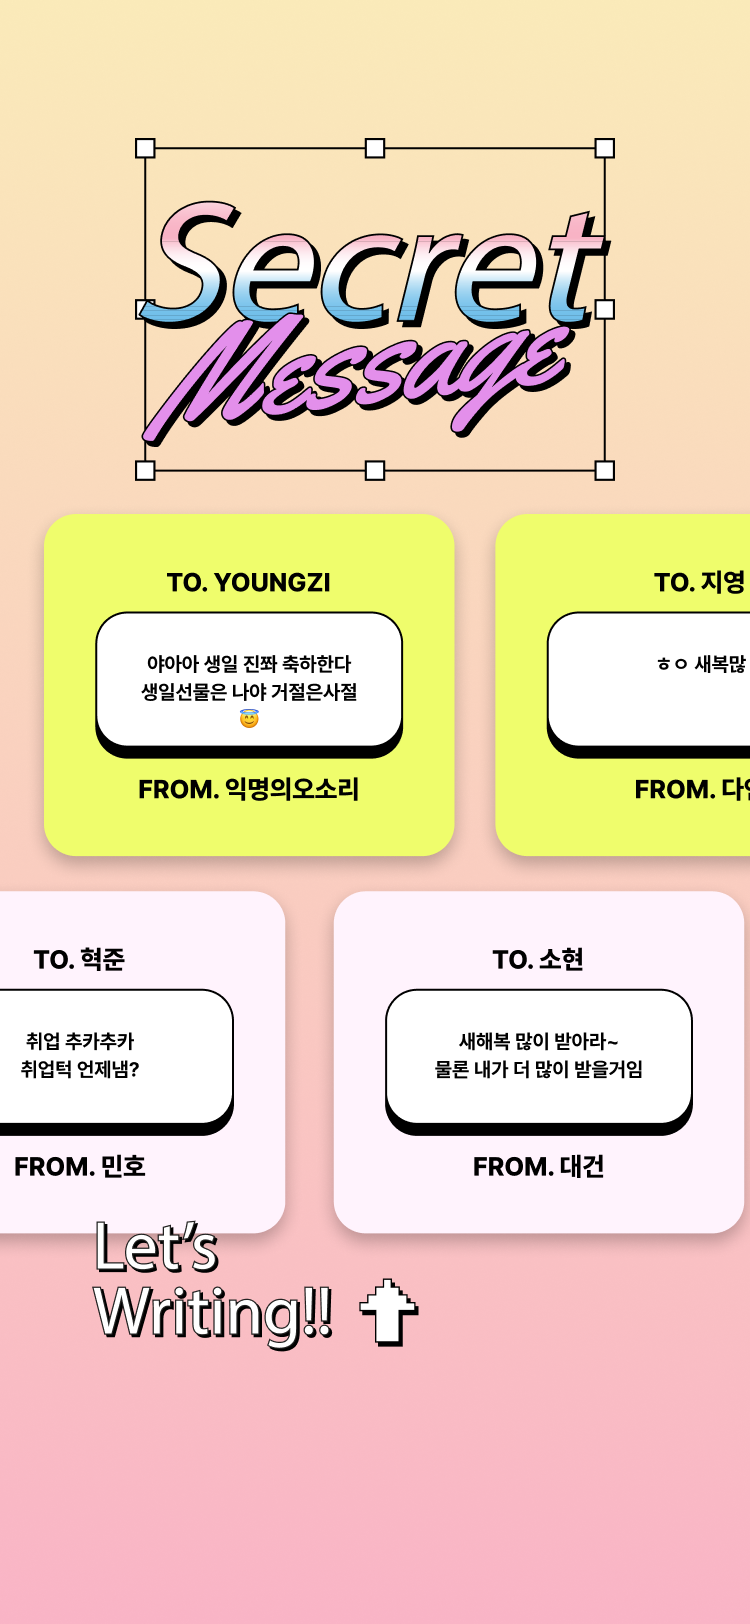 Secret
Message
TO. YOUNGZI
야아아 생일 진쫘 축하한다
생일선물은 나야 거절은사절
😇
FROM. 익명의오소리
TO. 지영
ㅎㅇ 새복많
FROM.
TO. 혁준
취업 추카추카
취업턱 언제냄?
FROM. 민호
TO. 소현
새해복 많이 받아라~
물론 내가 더 많이 받을거임
FROM. 대건
Let's
Writing!!